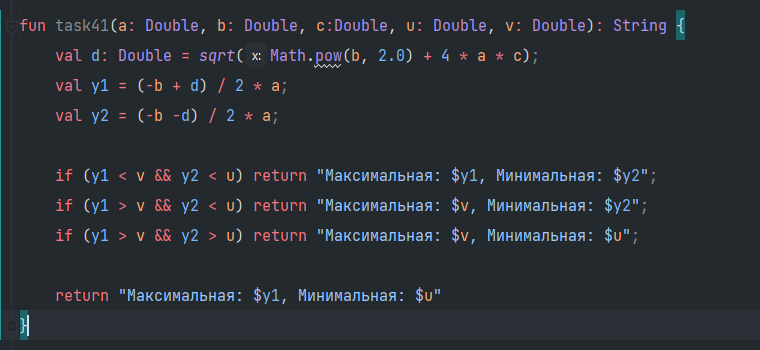 fun task41(a: Double, b: Double, c:Double, u: Double, v: Double): String {
val d: Double = sqrt( x: Math.pow(b, 2.0) + 4 * a * c);
val y1 = (-b + d) / 2 * a;
val y2 = (-b -d) / 2 * a;
if (y1 < v && y2 < u) return "Максимальная: $y1, Минимальная: $y2";
if (y1 > v && y2 < u) return "Максимальная: $v, Минимальная: $y2";
if (y1 > v && y2 > u) return "Максимальная: $v, Минимальная: $u";
return "Максимальная: $y1, Минимальная: $u"
}